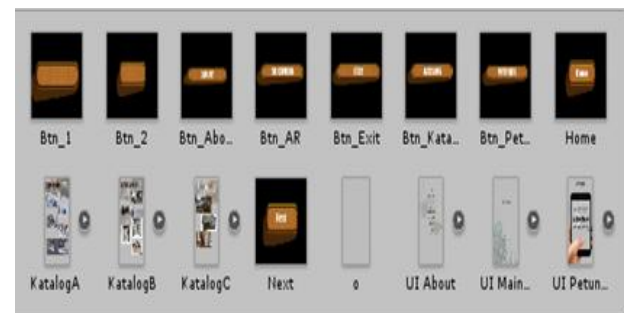 Btn_1 Btn_2 Btn_Abo... Btn_AR Btn_Exit Btn_Kata... Btn_Pet... Home
KatalogA KatalogB KatalogC Next o UI About UI Main... UI Petun...